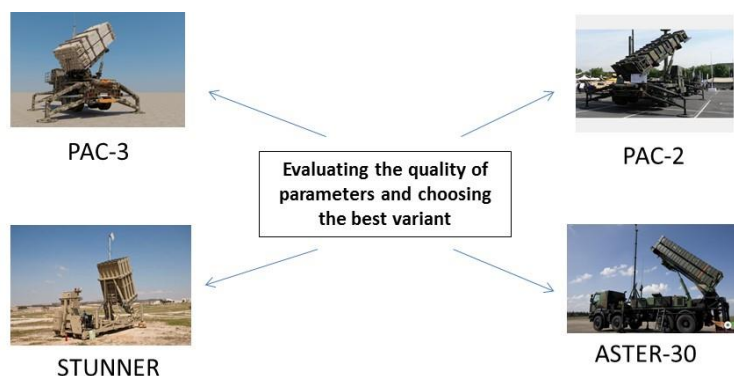 PAC-3
PAC-2
Evaluating the quality of
parameters and choosing
the best variant
STUNNER
ASTER-30